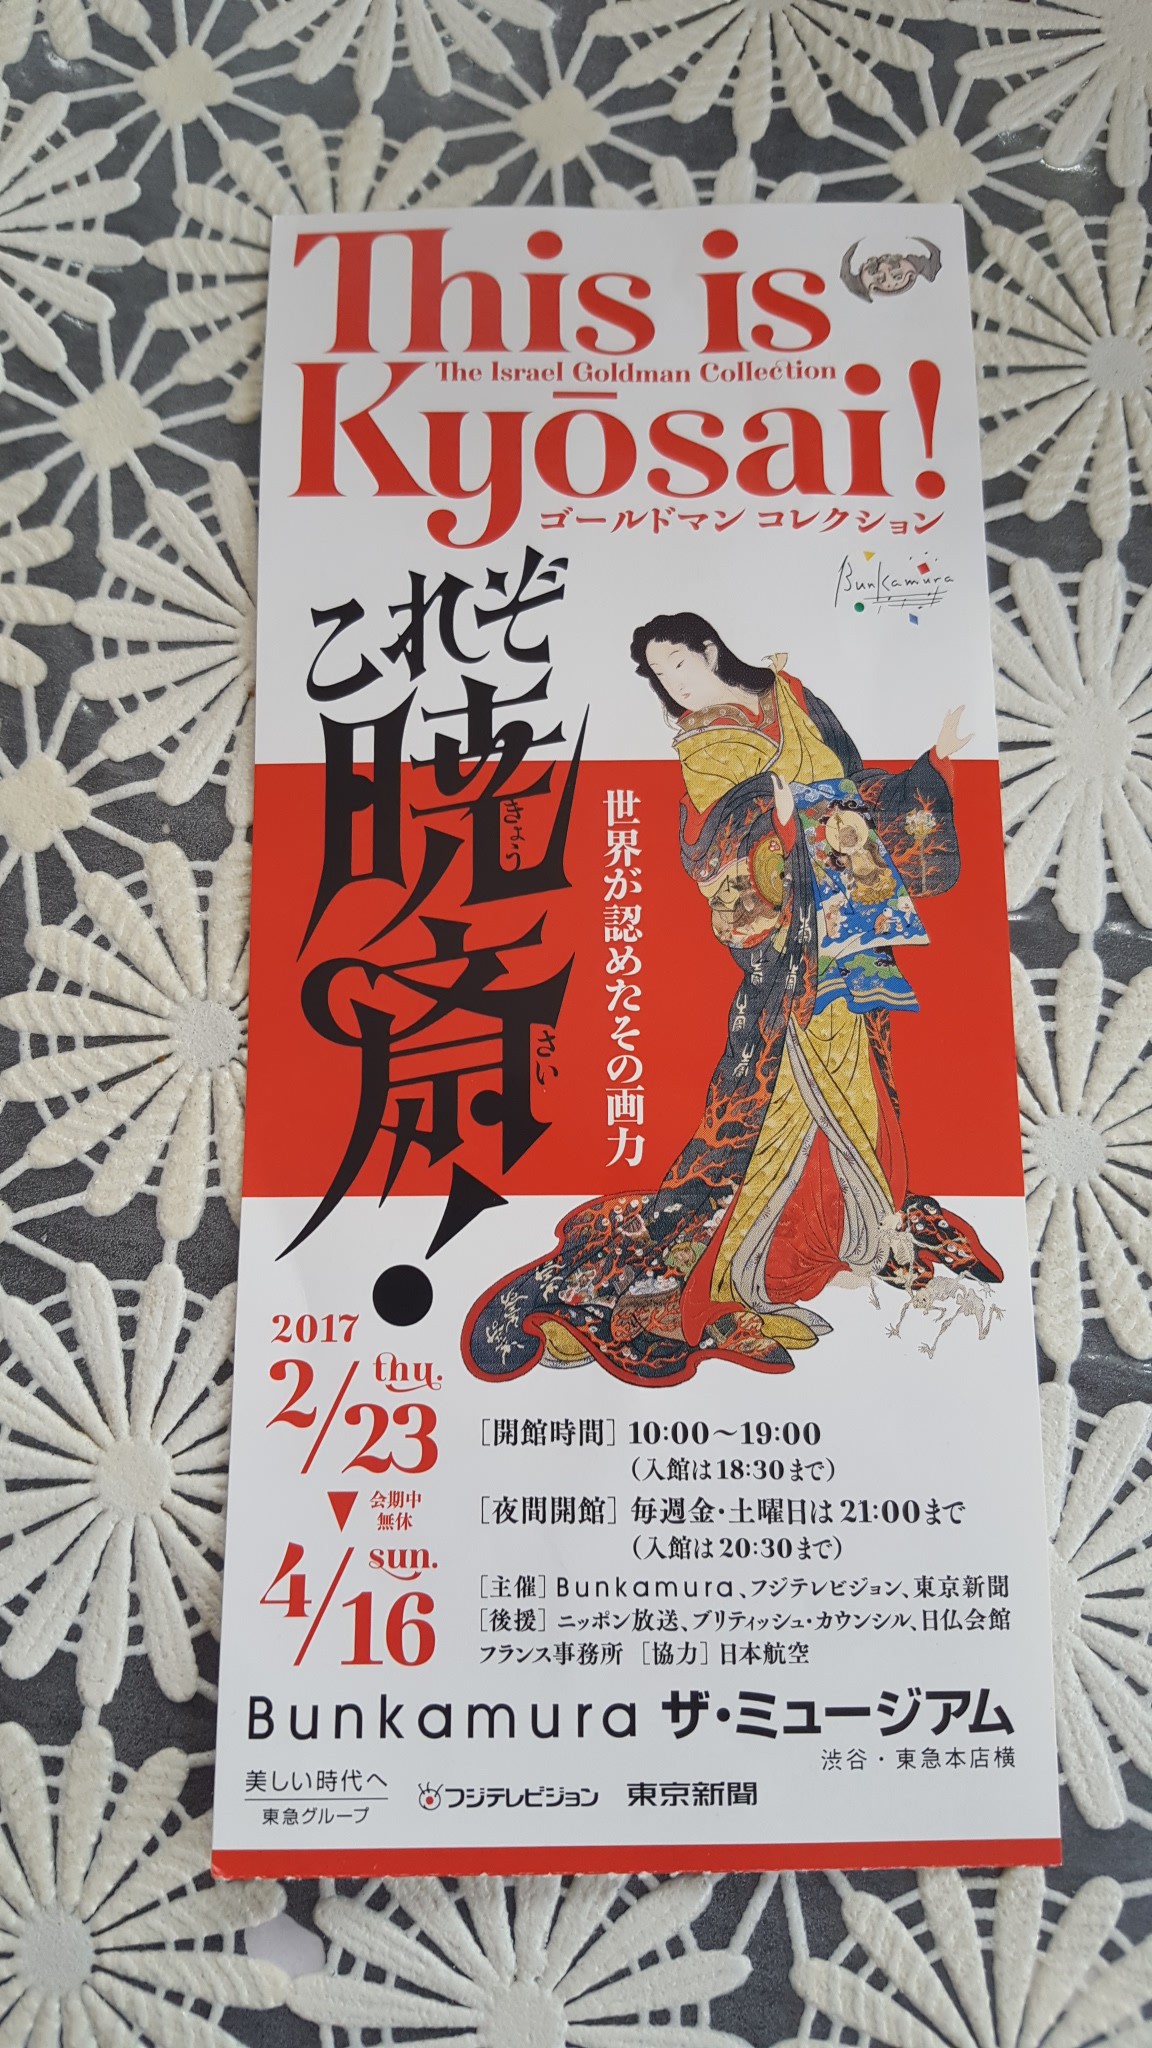 This is
The Israel Goldman Collection
Kyōsai!
ゴールドマン コレクション
Bunkamura
これぞ
暁斎!
きょう
さい
世界が認めたその画力
2017
2/23 thu.
▼ 会期中
無休
4/16 sun.
[開館時間] 10:00〜19:00
(入館は18:30まで)
[夜間開館] 毎週金・土曜日は21:00まで
(入館は20:30まで)
[主催] Bunkamura、フジテレビジョン、東京新聞
[後援] ニッポン放送、ブリティッシュ・カウンシル、日仏会館
フランス事務所 [協力] 日本航空
Bunkamura ザ・ミュージアム
渋谷・東急本店横
美しい時代へ
東急グループ
フジテレビジョン
東京新聞